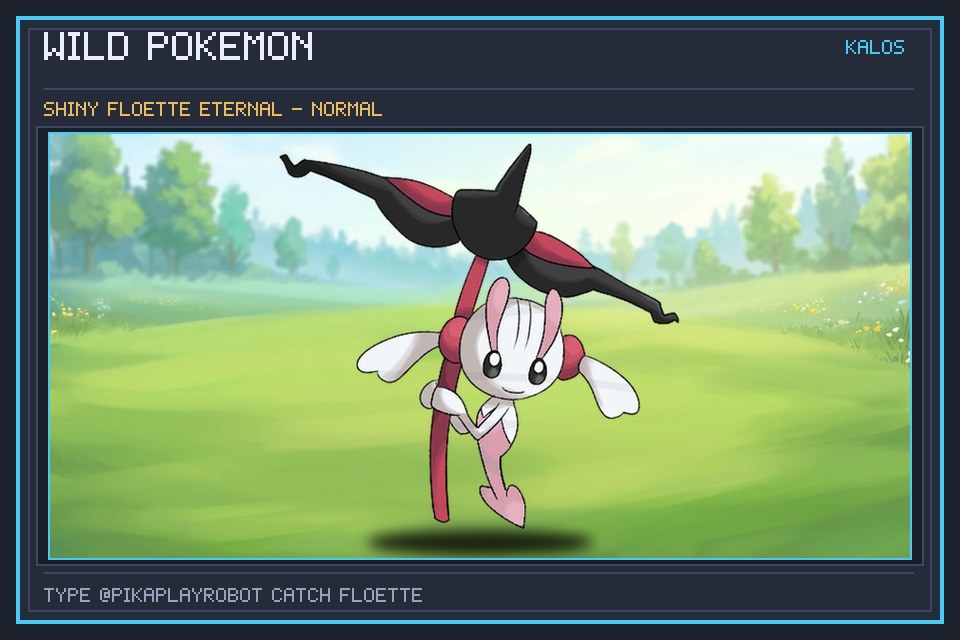 WILD POKEMON
KALOS
SHINY FLOETTE ETERNAL - NORMAL
TYPE @PIKAPLAYROBOT CATCH FLOETTE